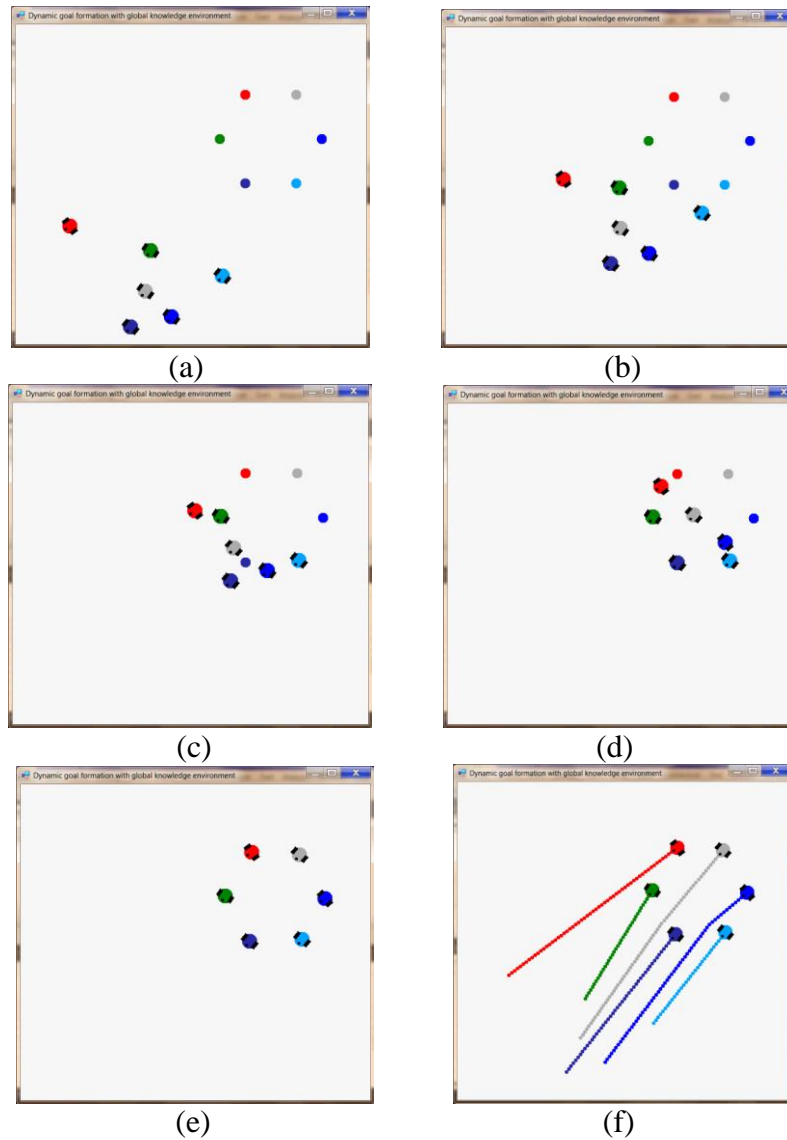 Dynamic goal formation with global knowledge environment
Dynamic goal formation with global knowledge environment
(a)
(b)
Dynamic goal formation with global knowledge environment
Dynamic goal formation with global knowledge environment
(c)
(d)
Dynamic goal formation with global knowledge environment
Dynamic goal formation with global knowledge environment
(e)
(f)